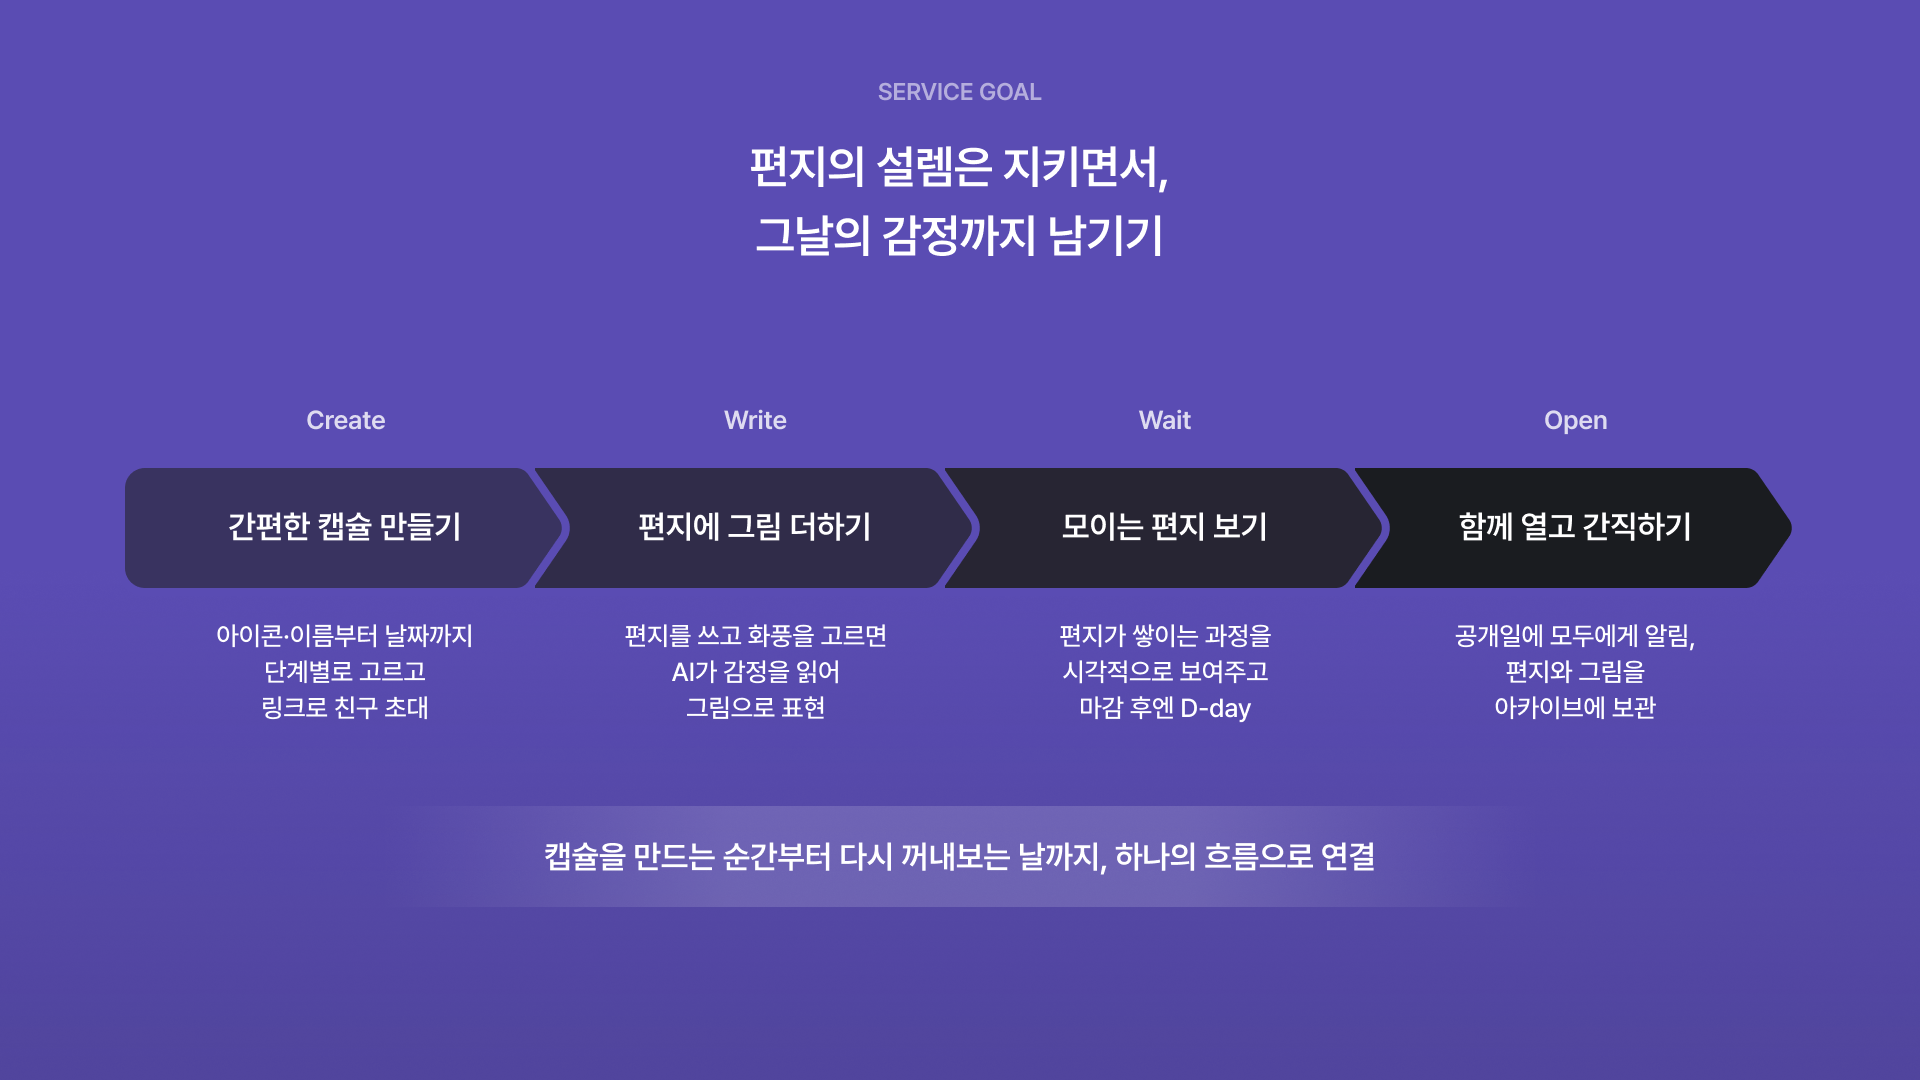 SERVICE GOAL
편지의 설렘은 지키면서,
그날의 감정까지 남기기
Create
Write
Wait
Open
간편한 캡슐 만들기
편지에 그림 더하기
모이는 편지 보기
함께 열고 간직하기
아이콘·이름부터 날짜까지
단계별로 고르고
링크로 친구 초대
편지를 쓰고 화풍을 고르면
AI가 감정을 읽어
그림으로 표현
편지가 쌓이는 과정을
시각적으로 보여주고
마감 후엔 D-day
공개일에 모두에게 알림,
편지와 그림을
아카이브에 보관
캡슐을 만드는 순간부터 다시 꺼내보는 날까지, 하나의 흐름으로 연결